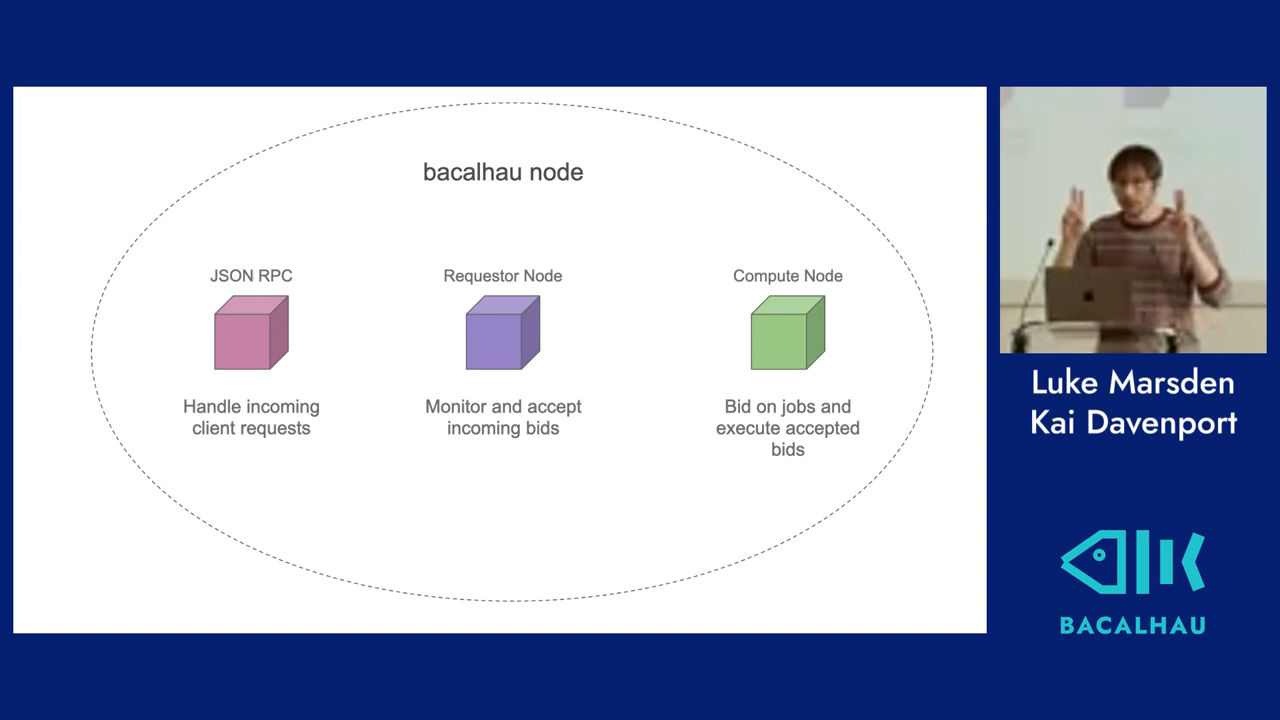 bacalhau node
JSON RPC
Handle incoming
client requests
Requestor Node
Monitor and accept
incoming bids
Compute Node
Bid on jobs and
execute accepted
bids
Luke Marsden
Kai Davenport
BACALHAU